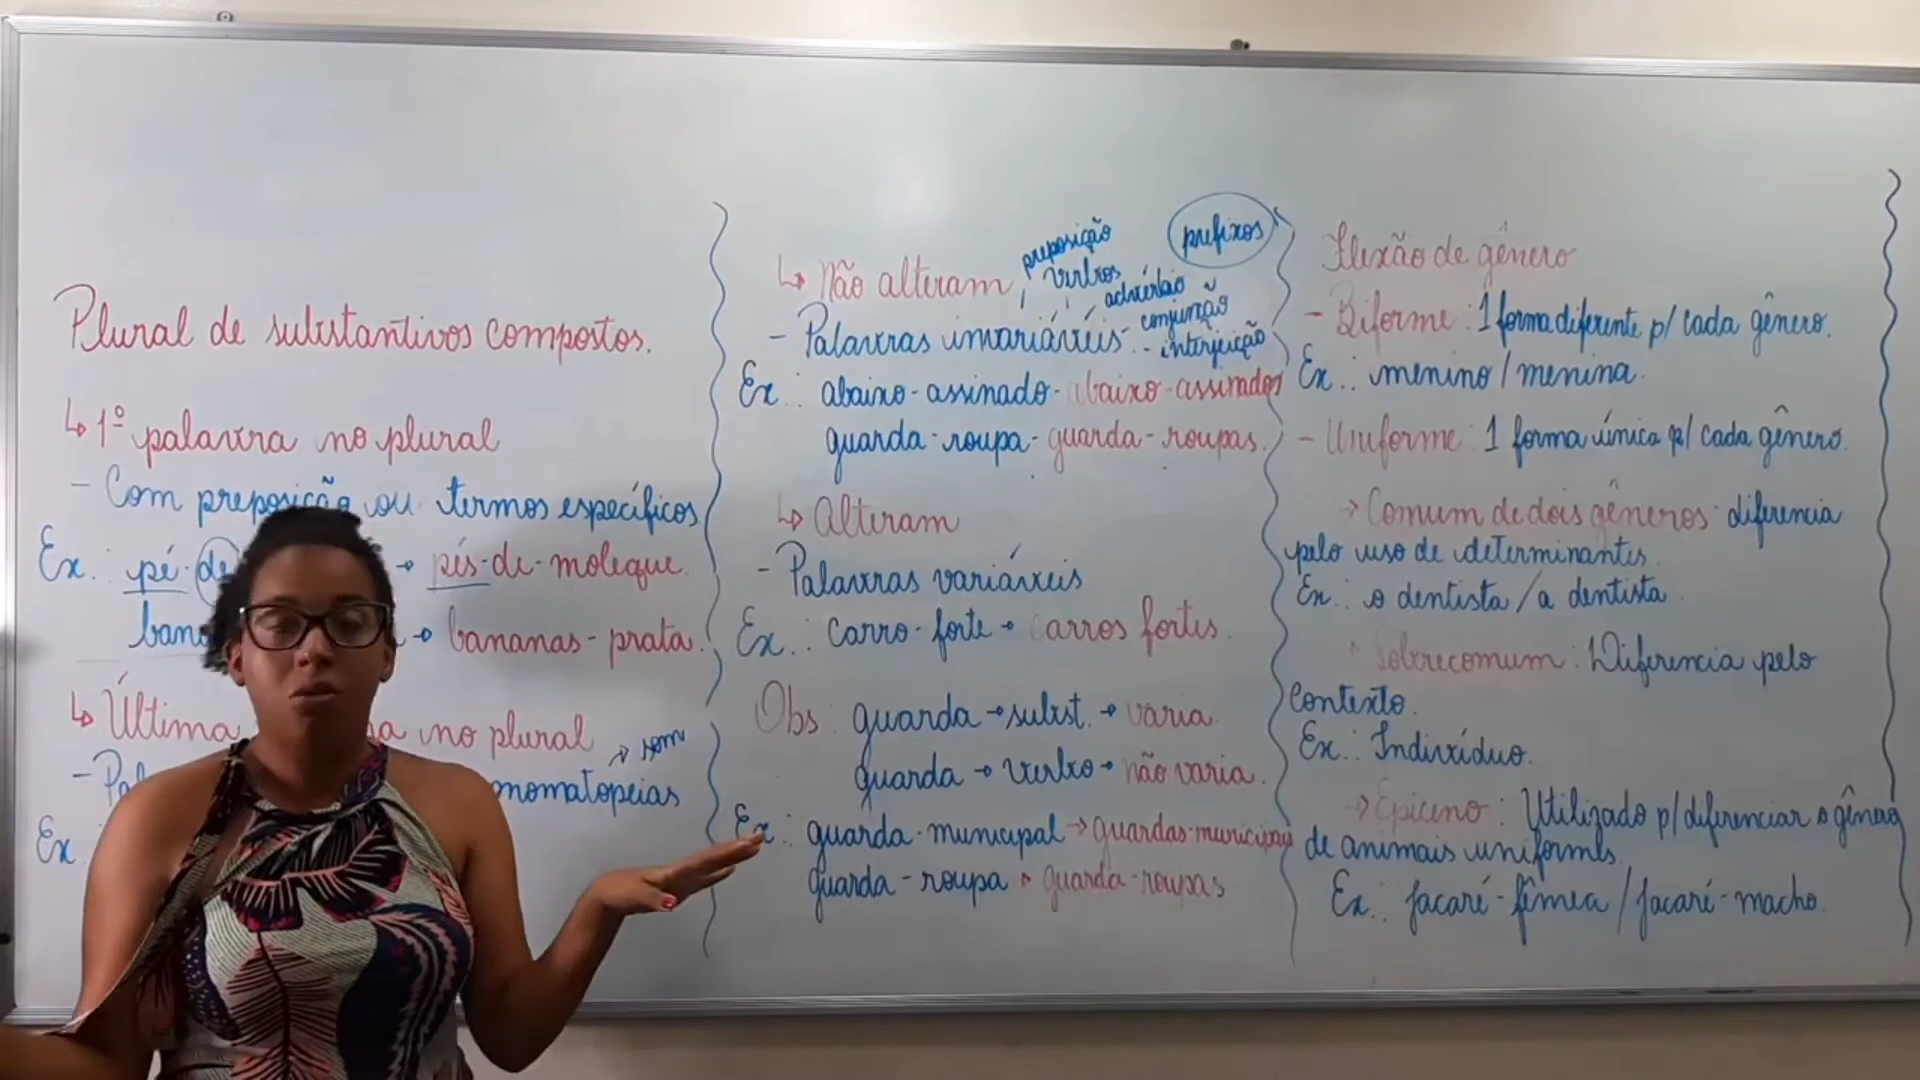 Plural de substantivos compostos.
↳ 1º palavra no plural
- Com preposição ou termos específicos
Ex.: pé-de → pés-de-moleque.
→ bananas-prata.
↳ Última no plural
→ som
onomatopeias
Ex
prefixos
preposição
↳ Não alteram verbos
advérbio
conjunção
- Palavras invariáveis - interjeição
Ex.: abaixo-assinado - abaixo-assinados
guarda-roupa - guarda-roupas.
↳ Alteram
- Palavras variáveis
Ex.: carro-forte → carros fortes.
Obs: guarda → subst. → varia.
guarda → verbo → não varia.
Ex.: guarda-municipal → guardas-municipais
guarda-roupa → guarda-roupas
Flexão de gênero
- Biforme: 1 forma diferente p/ cada gênero.
Ex.: menino/menina.
- Uniforme: 1 forma única p/ cada gênero.
→ Comum de dois gêneros: diferencia
pelo uso de determinantes.
Ex.: o dentista/a dentista.
Sobrecomum: Diferencia pelo
contexto.
Ex.: Indivíduo.
→ Epiceno: Utilizado p/ diferenciar o gênero
de animais uniformes.
Ex.: Jacaré-fêmea/Jacaré-macho.